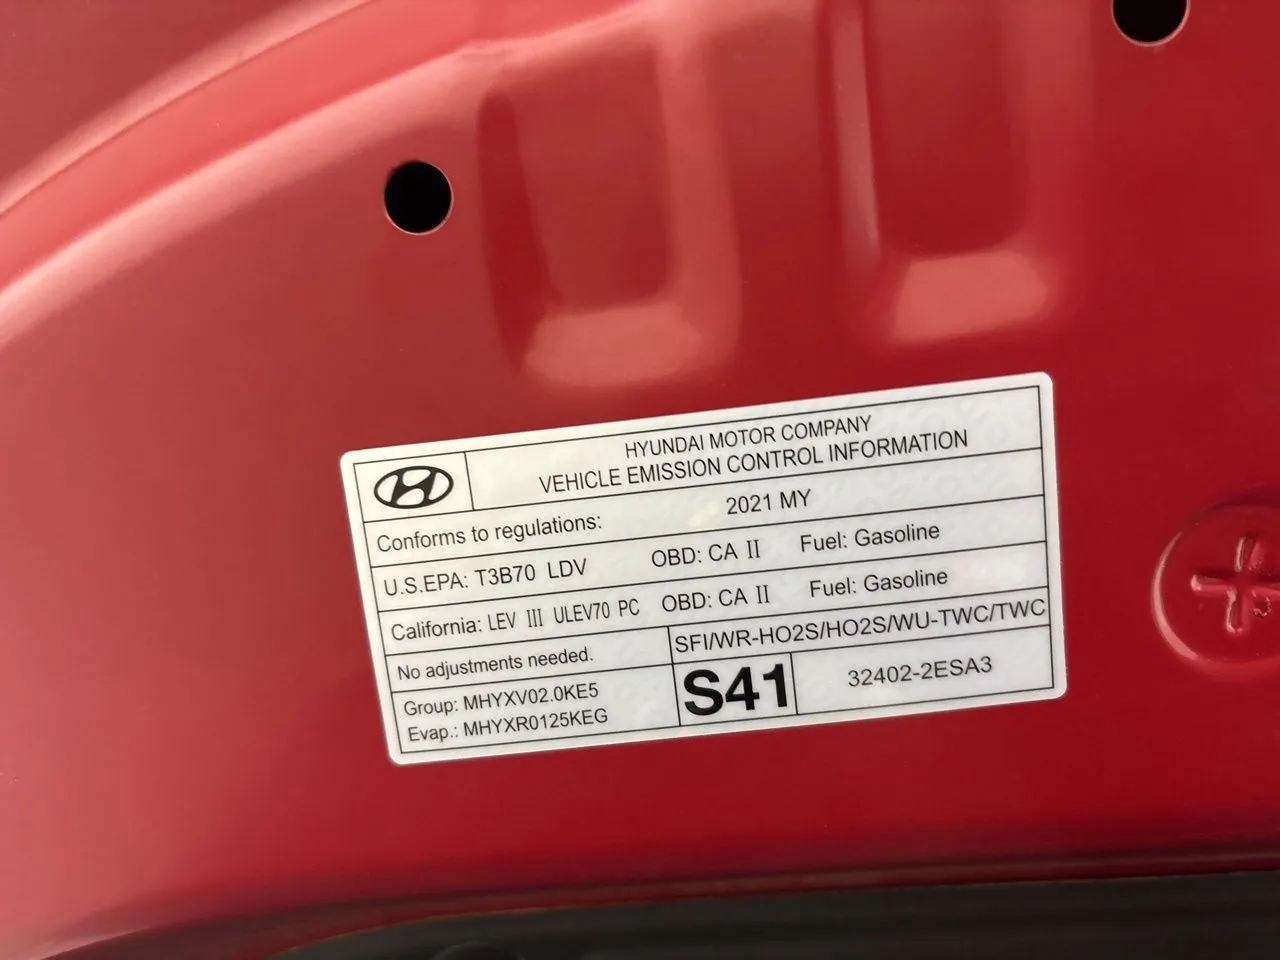 HYUNDAI MOTOR COMPANY
VEHICLE EMISSION CONTROL INFORMATION
Conforms to regulations: 2021 MY
U.S.EPA: T3B70 LDV OBD: CA II Fuel: Gasoline
California: LEV III ULEV70 PC OBD: CA II Fuel: Gasoline
No adjustments needed.
SFI/WR-HO2S/HO2S/WU-TWC/TWC
Group: MHYXV02.0KE5
Evap.: MHYXR0125KEG
S41
32402-2ESA3